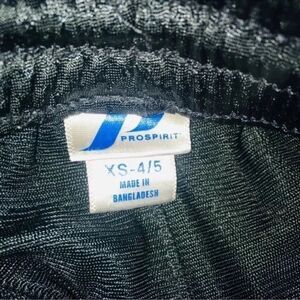 PROSPIRIT
XS-4/5
MADE IN
BANGLADESH